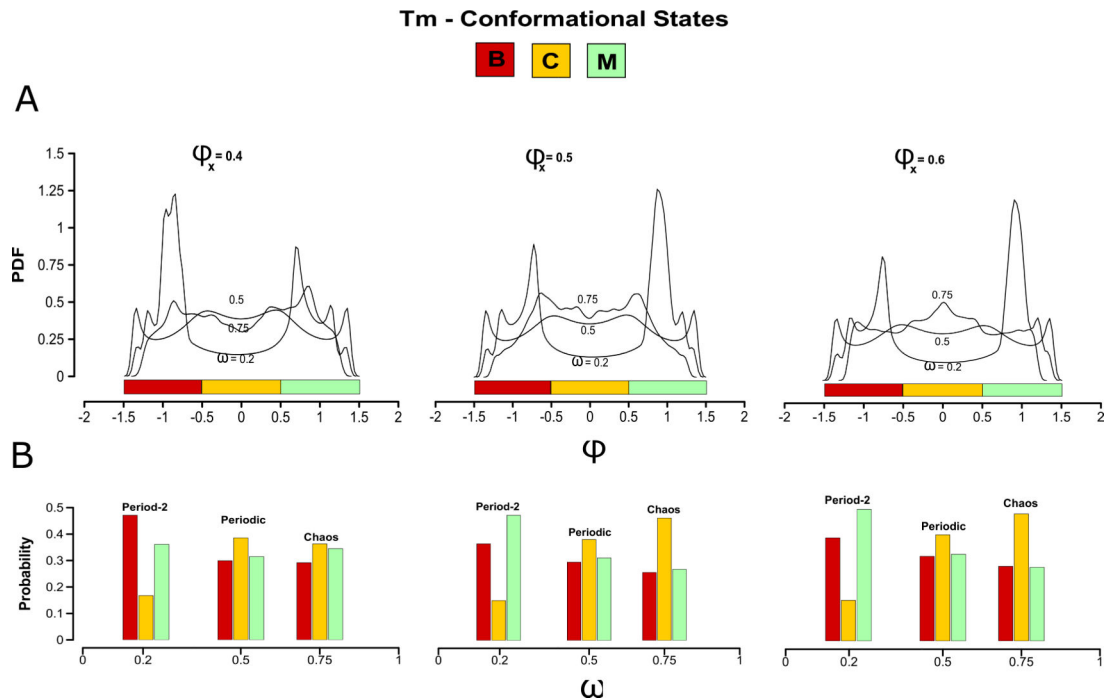 Tm - Conformational States
B C M
A
φx = 0.4 φx = 0.5 φx = 0.6
PDF
1.5
1.25
1
0.75
0.5
0.25
0
0.5
0.75
ω = 0.2
0.75
0.5
ω = 0.2
0.75
0.5
ω = 0.2
-2 -1.5 -1 -0.5 0 0.5 1 1.5 2
-2 -1.5 -1 -0.5 0 0.5 1 1.5 2
-2 -1.5 -1 -0.5 0 0.5 1 1.5 2
φ
B
Probability
0.5
0.4
0.3
0.2
0.1
0
Period-2 Periodic Chaos
Period-2 Periodic Chaos
Period-2 Periodic Chaos
0 0.2 0.5 0.75 1
0 0.2 0.5 0.75 1
0 0.2 0.5 0.75 1
ω